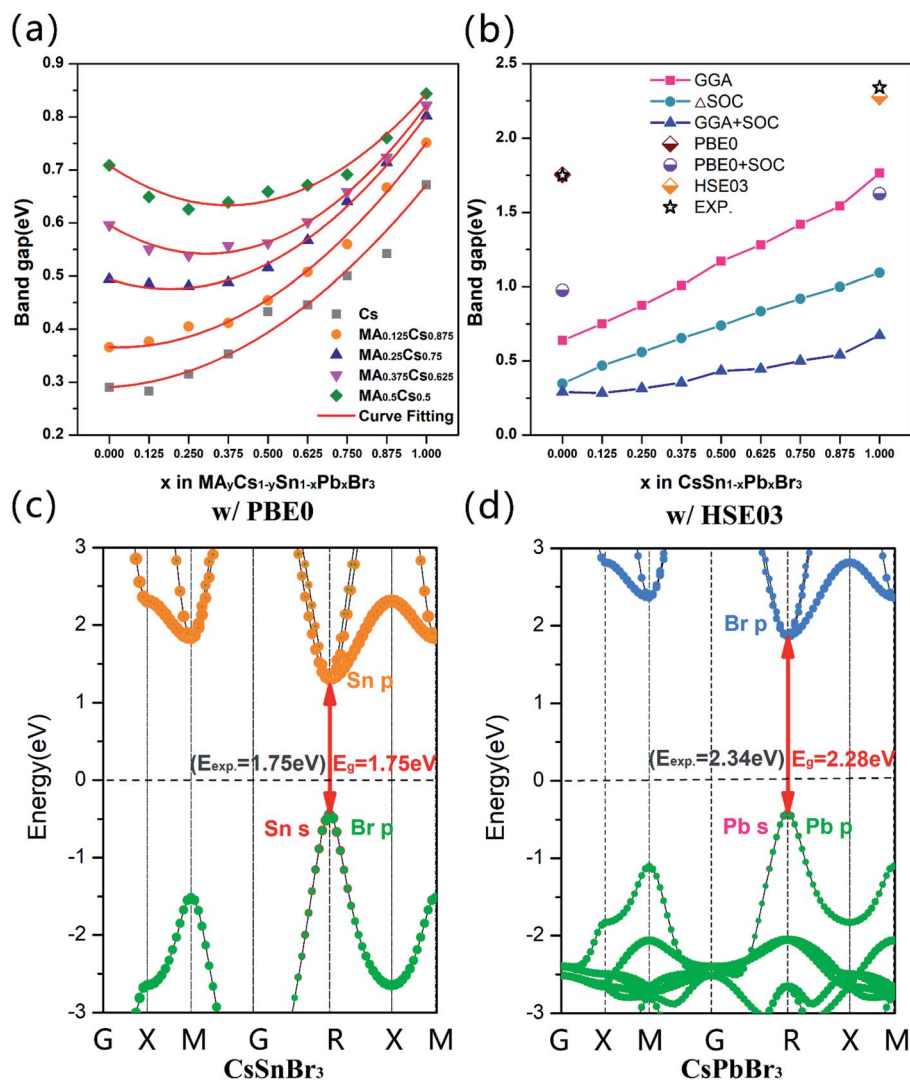 (a)
Band gap(eV)
0.9
0.8
0.7
0.6
0.5
0.4
0.3
0.2
Cs
MA0.125Cs0.875
MA0.25Cs0.75
MA0.375Cs0.625
MA0.5Cs0.5
Curve Fitting
0.000 0.125 0.250 0.375 0.500 0.625 0.750 0.875 1.000
x in MAyCs1-ySn1-xPbxBr3
(b)
Band gap(eV)
2.5
2.0
1.5
1.0
0.5
0.0
GGA
△SOC
GGA+SOC
PBE0
PBE0+SOC
HSE03
EXP.
0.000 0.125 0.250 0.375 0.500 0.625 0.750 0.875 1.000
x in CsSn1-xPbxBr3
(c)
w/ PBE0
Energy(eV)
3
2
1
0
-1
-2
-3
Sn p
(Eexp.=1.75eV) Eg=1.75eV
Sn s Br p
G X M G R X M
CsSnBr3
(d)
w/ HSE03
Energy(eV)
3
2
1
0
-1
-2
-3
Br p
(Eexp.=2.34eV) Eg=2.28eV
Pb s Pb p
G X M G R X M
CsPbBr3